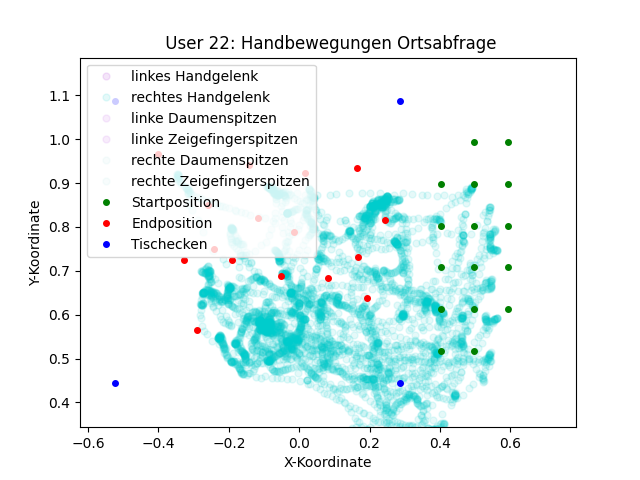 User 22: Handbewegungen Ortsabfrage
linkes Handgelenk
rechtes Handgelenk
linke Daumenspitzen
linke Zeigefingerspitzen
rechte Daumenspitzen
rechte Zeigefingerspitzen
Startposition
Endposition
Tischecken
Y-Koordinate
1.1
1.0
0.9
0.8
0.7
0.6
0.5
0.4
−0.6 −0.4 −0.2 0.0 0.2 0.4 0.6
X-Koordinate